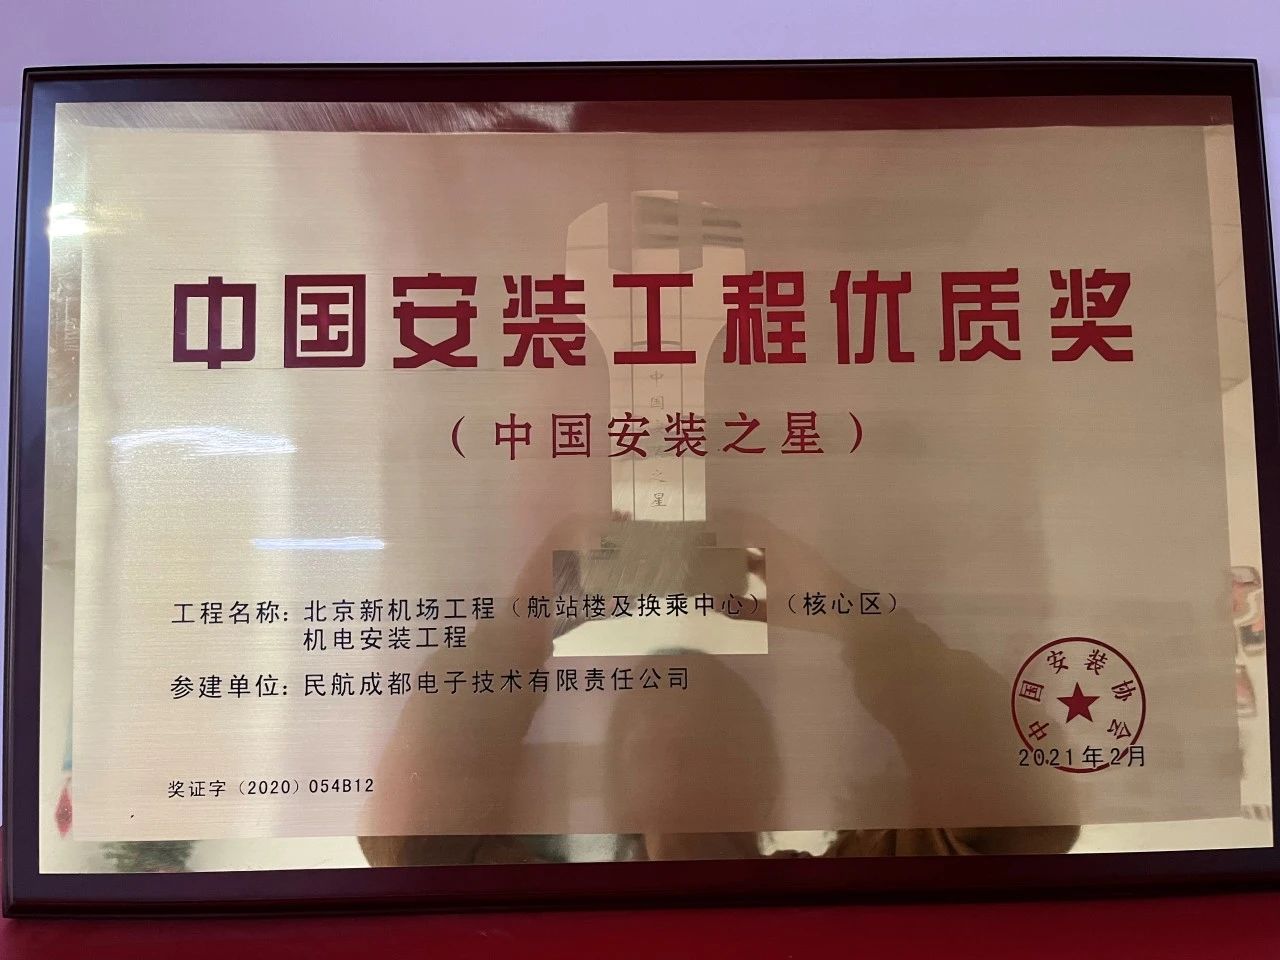 中国安装工程优质奖
（中国安装之星）
中国
之星
工程名称：北京新机场工程（航站楼及换乘中心）（核心区）
机电安装工程
参建单位：民航成都电子技术有限责任公司
中国安装协会
2021年2月
奖证字（2020）054B12